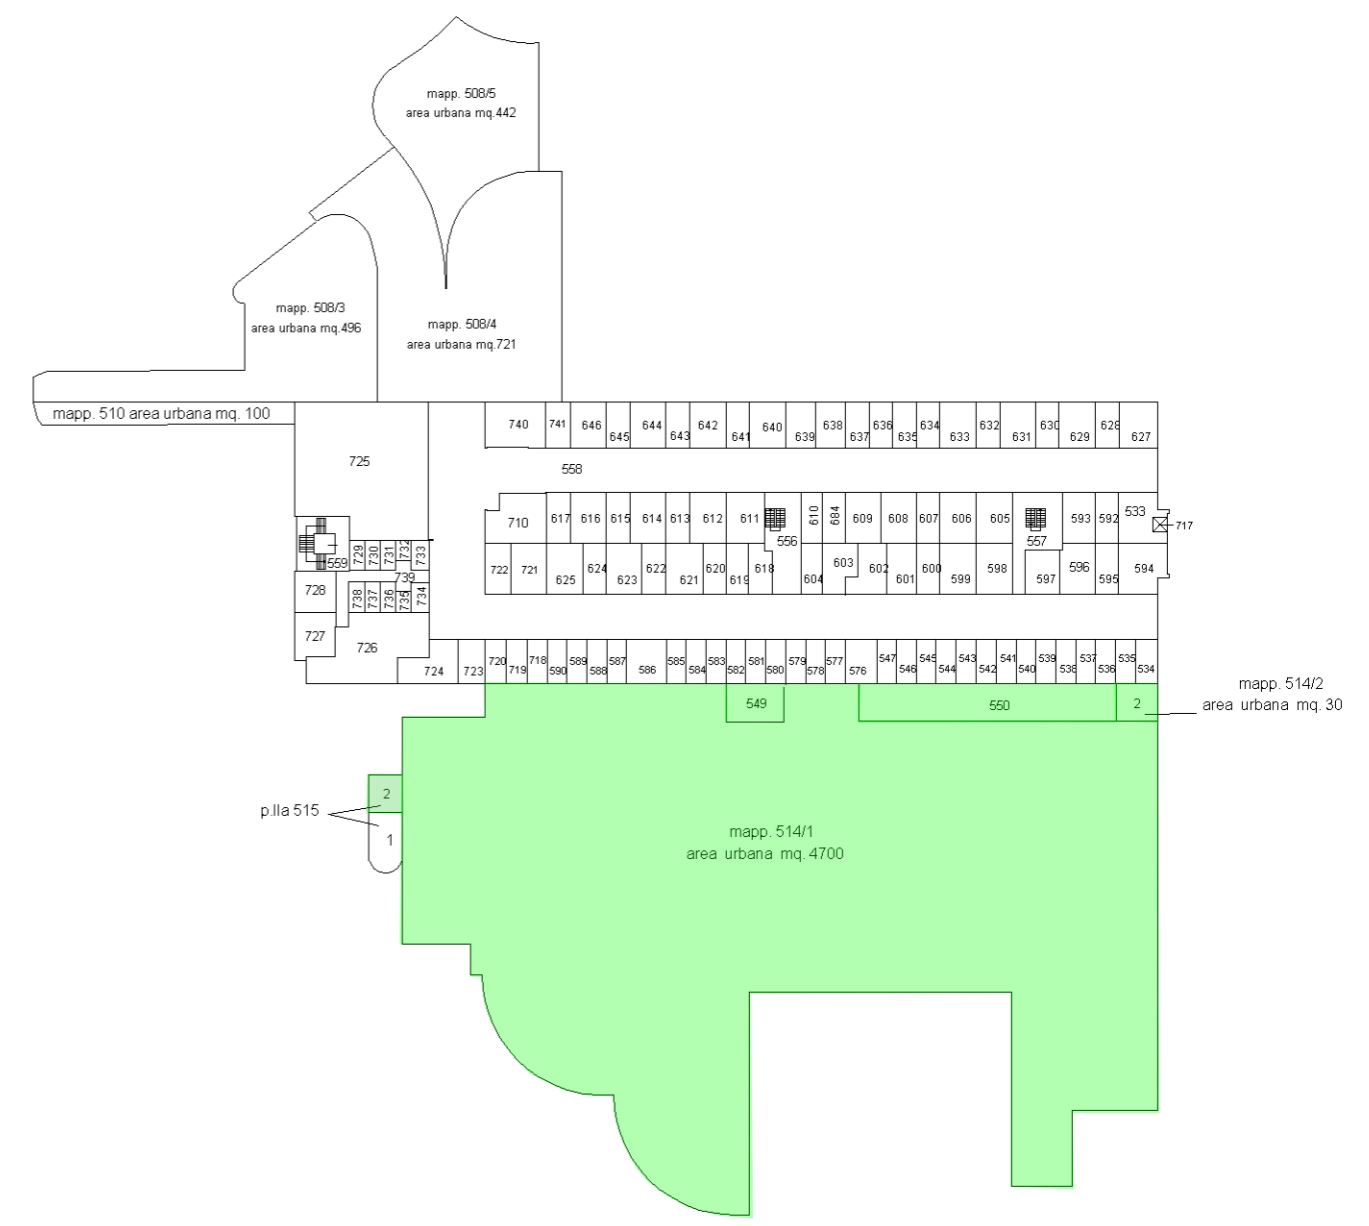 mapp. 508/5
area urbana mq.442
mapp. 508/3
area urbana mq.496
mapp. 508/4
area urbana mq.721
mapp. 510 area urbana mq. 100
740 741 646 645 644 643 642 641 640 639 638 637 636 635 634 633 632 631 630 629 628 627
725
558
710 617 616 615 614 613 612 611 610 684 609 608 607 606 605 593 592 533
717
556
557
559
729 730 731 732 733
722 721 625 624 623 622 621 620 619 618 604 603 602 601 600 599 598 597 596 595 594
739
728
738 737 736 735 734
727
726
724 723 720 719 718 590 589 588 587 586 585 584 583 582 581 580 579 578 577 576 547 546 545 544 543 542 541 540 539 538 537 536 535 534
549
550
2
mapp. 514/2
area urbana mq. 30
2
p.lla 515
1
mapp. 514/1
area urbana mq. 4700